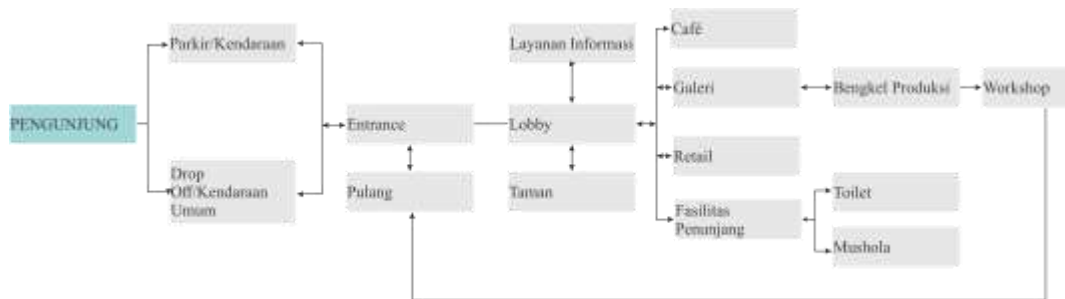 PENGUNJUNG
Parkir/Kendaraan
Drop
Off/Kendaraan
Umum
Entrance
Pulang
Layanan Informasi
Lobby
Taman
Café
Galeri
Retail
Fasilitas
Penunjang
Bengkel Produksi
Workshop
Toilet
Mushola